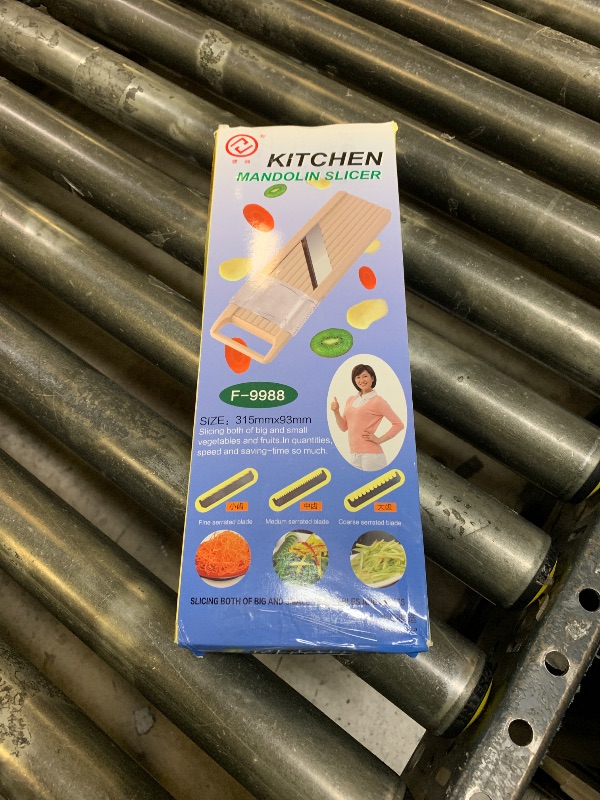 KiTCHEN
MANDOLIN SLICER
F-9988
SIZE: 315mmx93mm
Slicing both of big and small
vegetables and fruits.In quantities,
speed and saving-time so much.
小齿 中齿 大齿
Fine serrated blade Medum serrated blade Coarse serrated blade
SLICING BOTH OF BIG AND